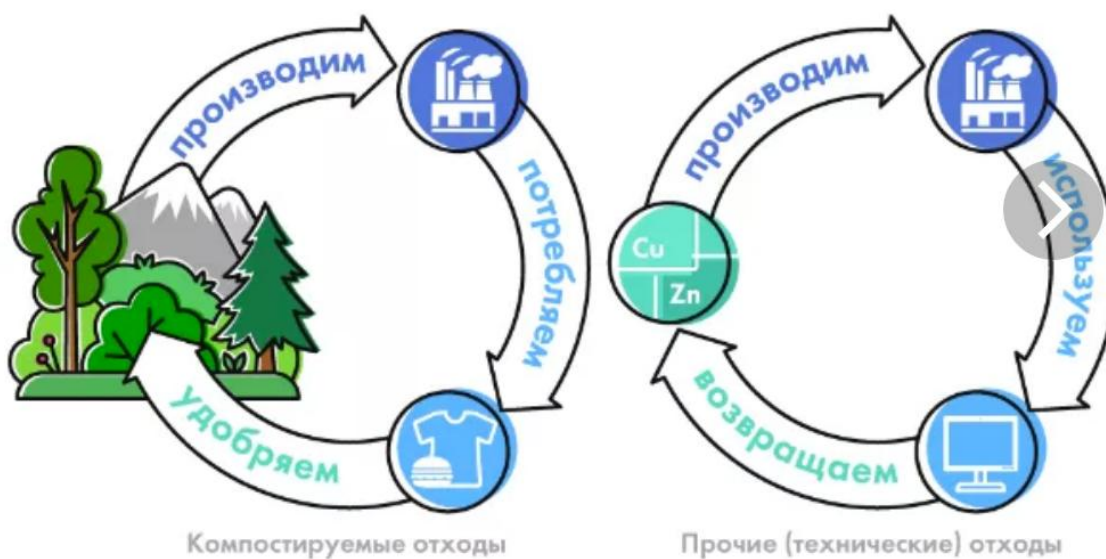 производим
потребляем
удобряем
Компостируемые отходы
производим
используем
возвращаем
Cu
Zn
Прочие (технические) отходы